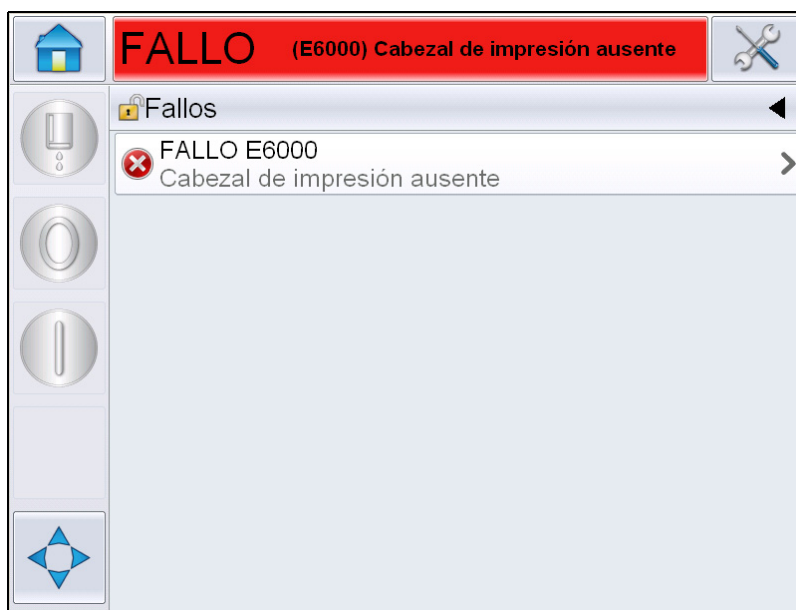 FALLO (E6000) Cabezal de impresión ausente
Fallos
FALLO E6000
Cabezal de impresión ausente